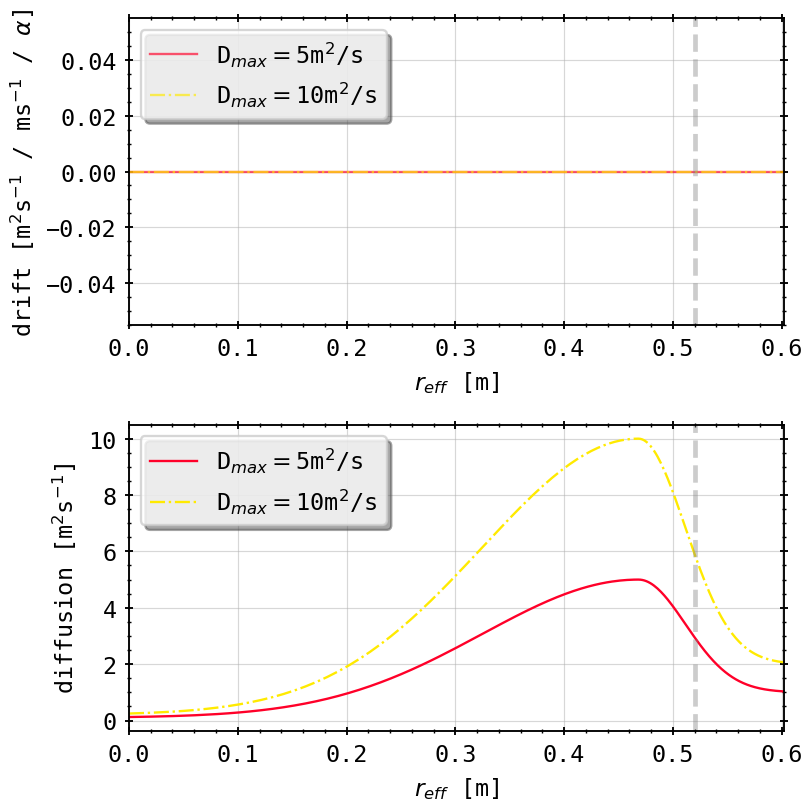 drift [m²s⁻¹ / ms⁻¹ / α]
D_max = 5m²/s
D_max = 10m²/s
0.04
0.02
0.00
−0.02
−0.04
0.0 0.1 0.2 0.3 0.4 0.5 0.6
r_eff [m]
diffusion [m²s⁻¹]
D_max = 5m²/s
D_max = 10m²/s
10
8
6
4
2
0
0.0 0.1 0.2 0.3 0.4 0.5 0.6
r_eff [m]